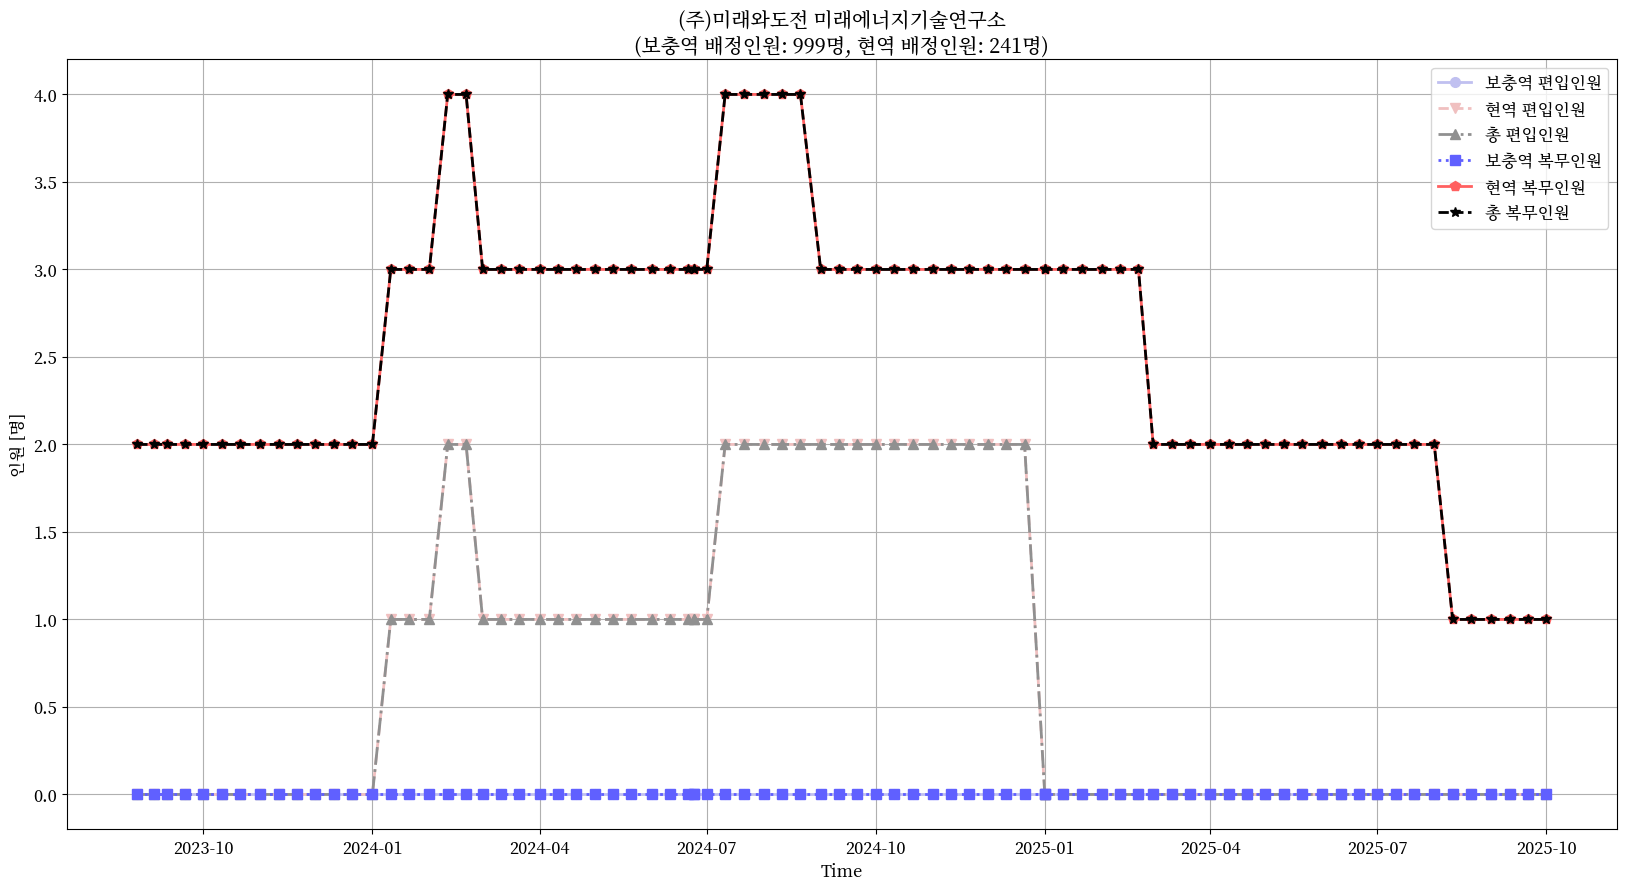 (주)미래와도전 미래에너지기술연구소
(보충역 배정인원: 999명, 현역 배정인원: 241명)
보충역 편입인원
현역 편입인원
총 편입인원
보충역 복무인원
현역 복무인원
총 복무인원
인원 [명]
4.0
3.5
3.0
2.5
2.0
1.5
1.0
0.5
0.0
2023-10 2024-01 2024-04 2024-07 2024-10 2025-01 2025-04 2025-07 2025-10
Time